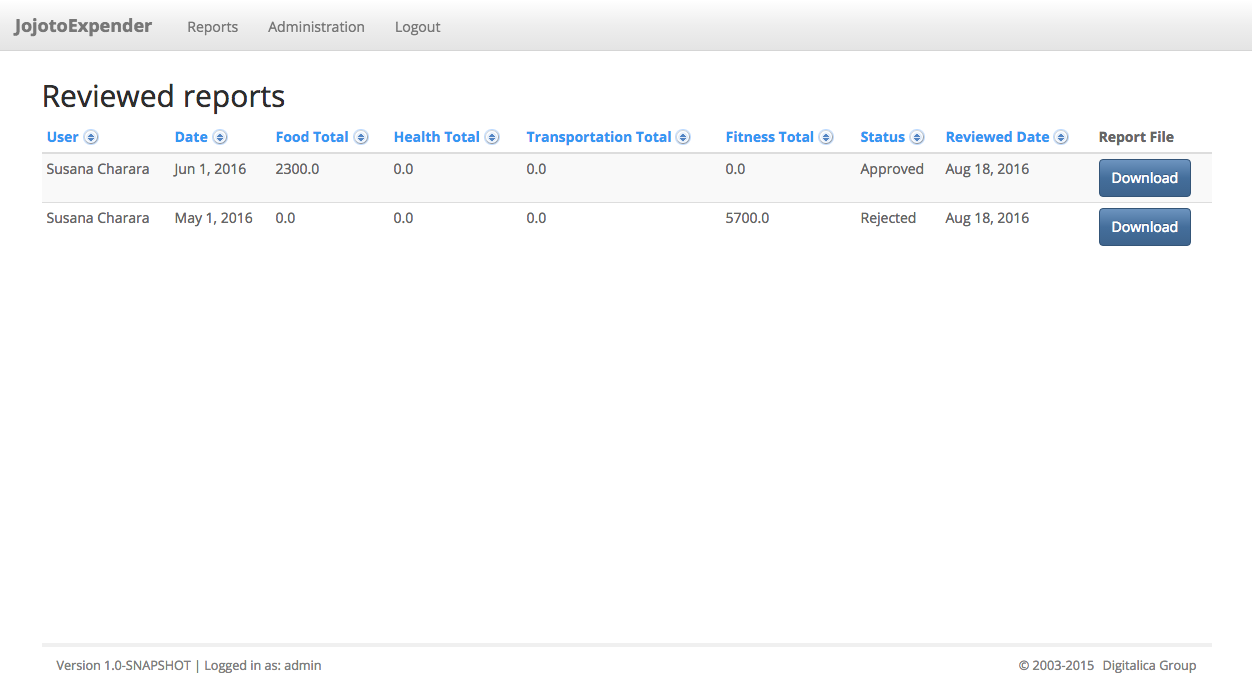 JojotoExpender Reports Administration Logout
Reviewed reports
User Date Food Total Health Total Transportation Total Fitness Total Status Reviewed Date Report File
Susana Charara Jun 1, 2016 2300.0 0.0 0.0 0.0 Approved Aug 18, 2016 Download
Susana Charara May 1, 2016 0.0 0.0 0.0 5700.0 Rejected Aug 18, 2016 Download
Version 1.0-SNAPSHOT | Logged in as: admin © 2003-2015 Digitalica Group